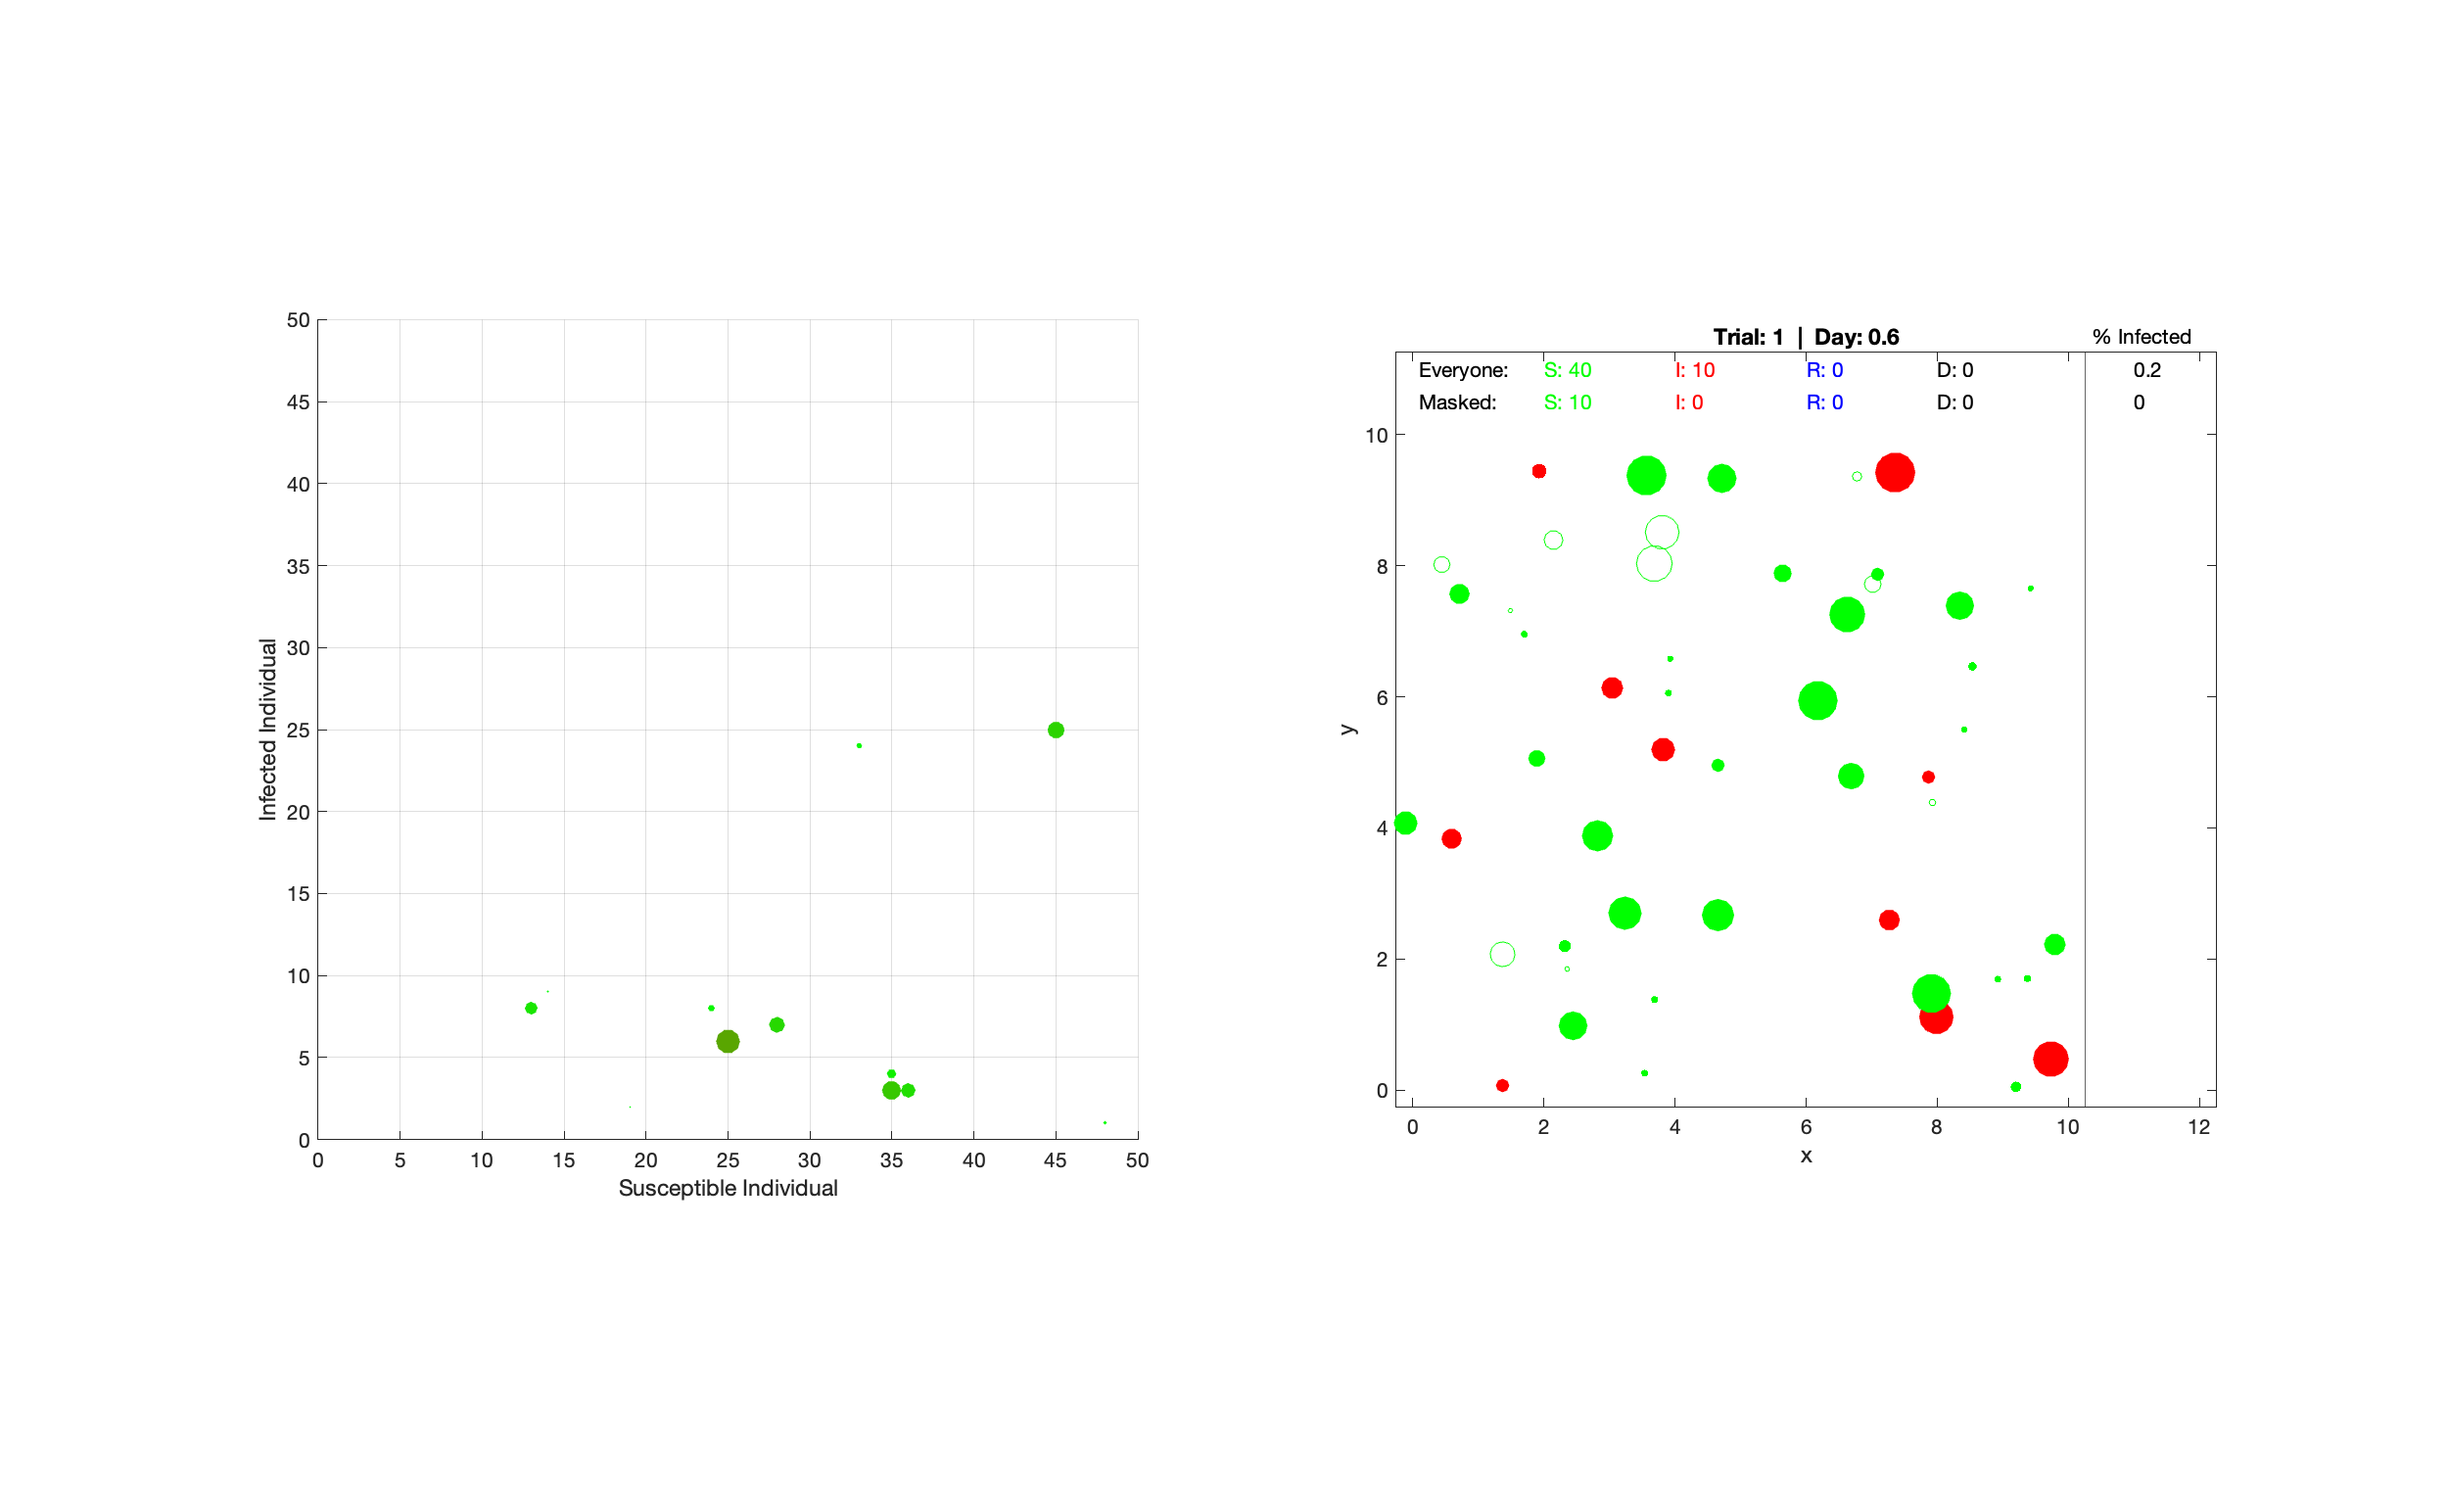 50
45
40
35
30
25
20
15
10
5
0
0 5 10 15 20 25 30 35 40 45 50
Susceptible Individual
Infected Individual
Trial: 1 | Day: 0.6 % Infected
Everyone: S: 40 I: 10 R: 0 D: 0 0.2
Masked: S: 10 I: 0 R: 0 D: 0 0
10
8
6
4
2
0
0 2 4 6 8 10 12
x
y